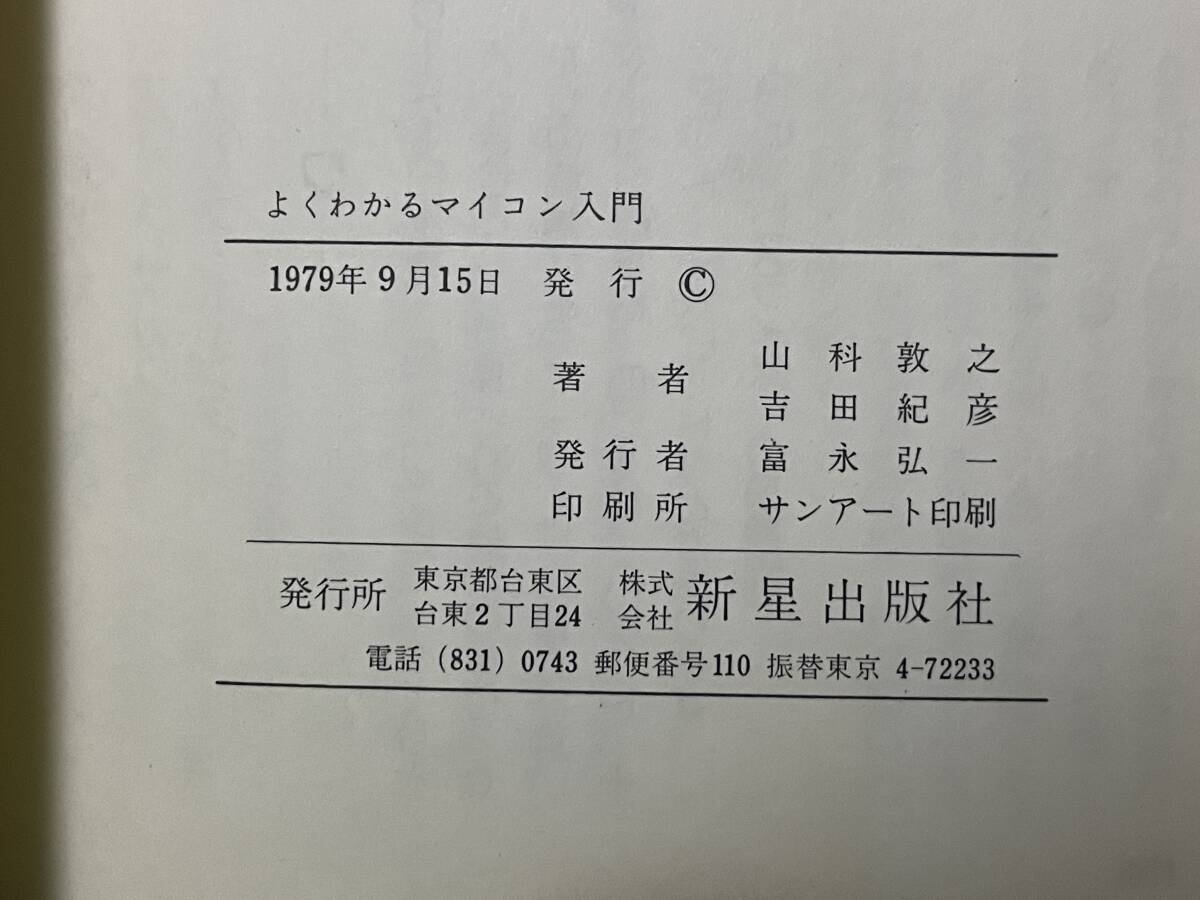 よくわかるマイコン入門
1979年9月15日 発行 ©
著者 山科敦之
吉田紀彦
発行者 富永弘一
印刷所 サンアート印刷
発行所 東京都台東区台東2丁目24 株式会社 新星出版社
電話(831)0743 郵便番号110 振替東京 4-72233